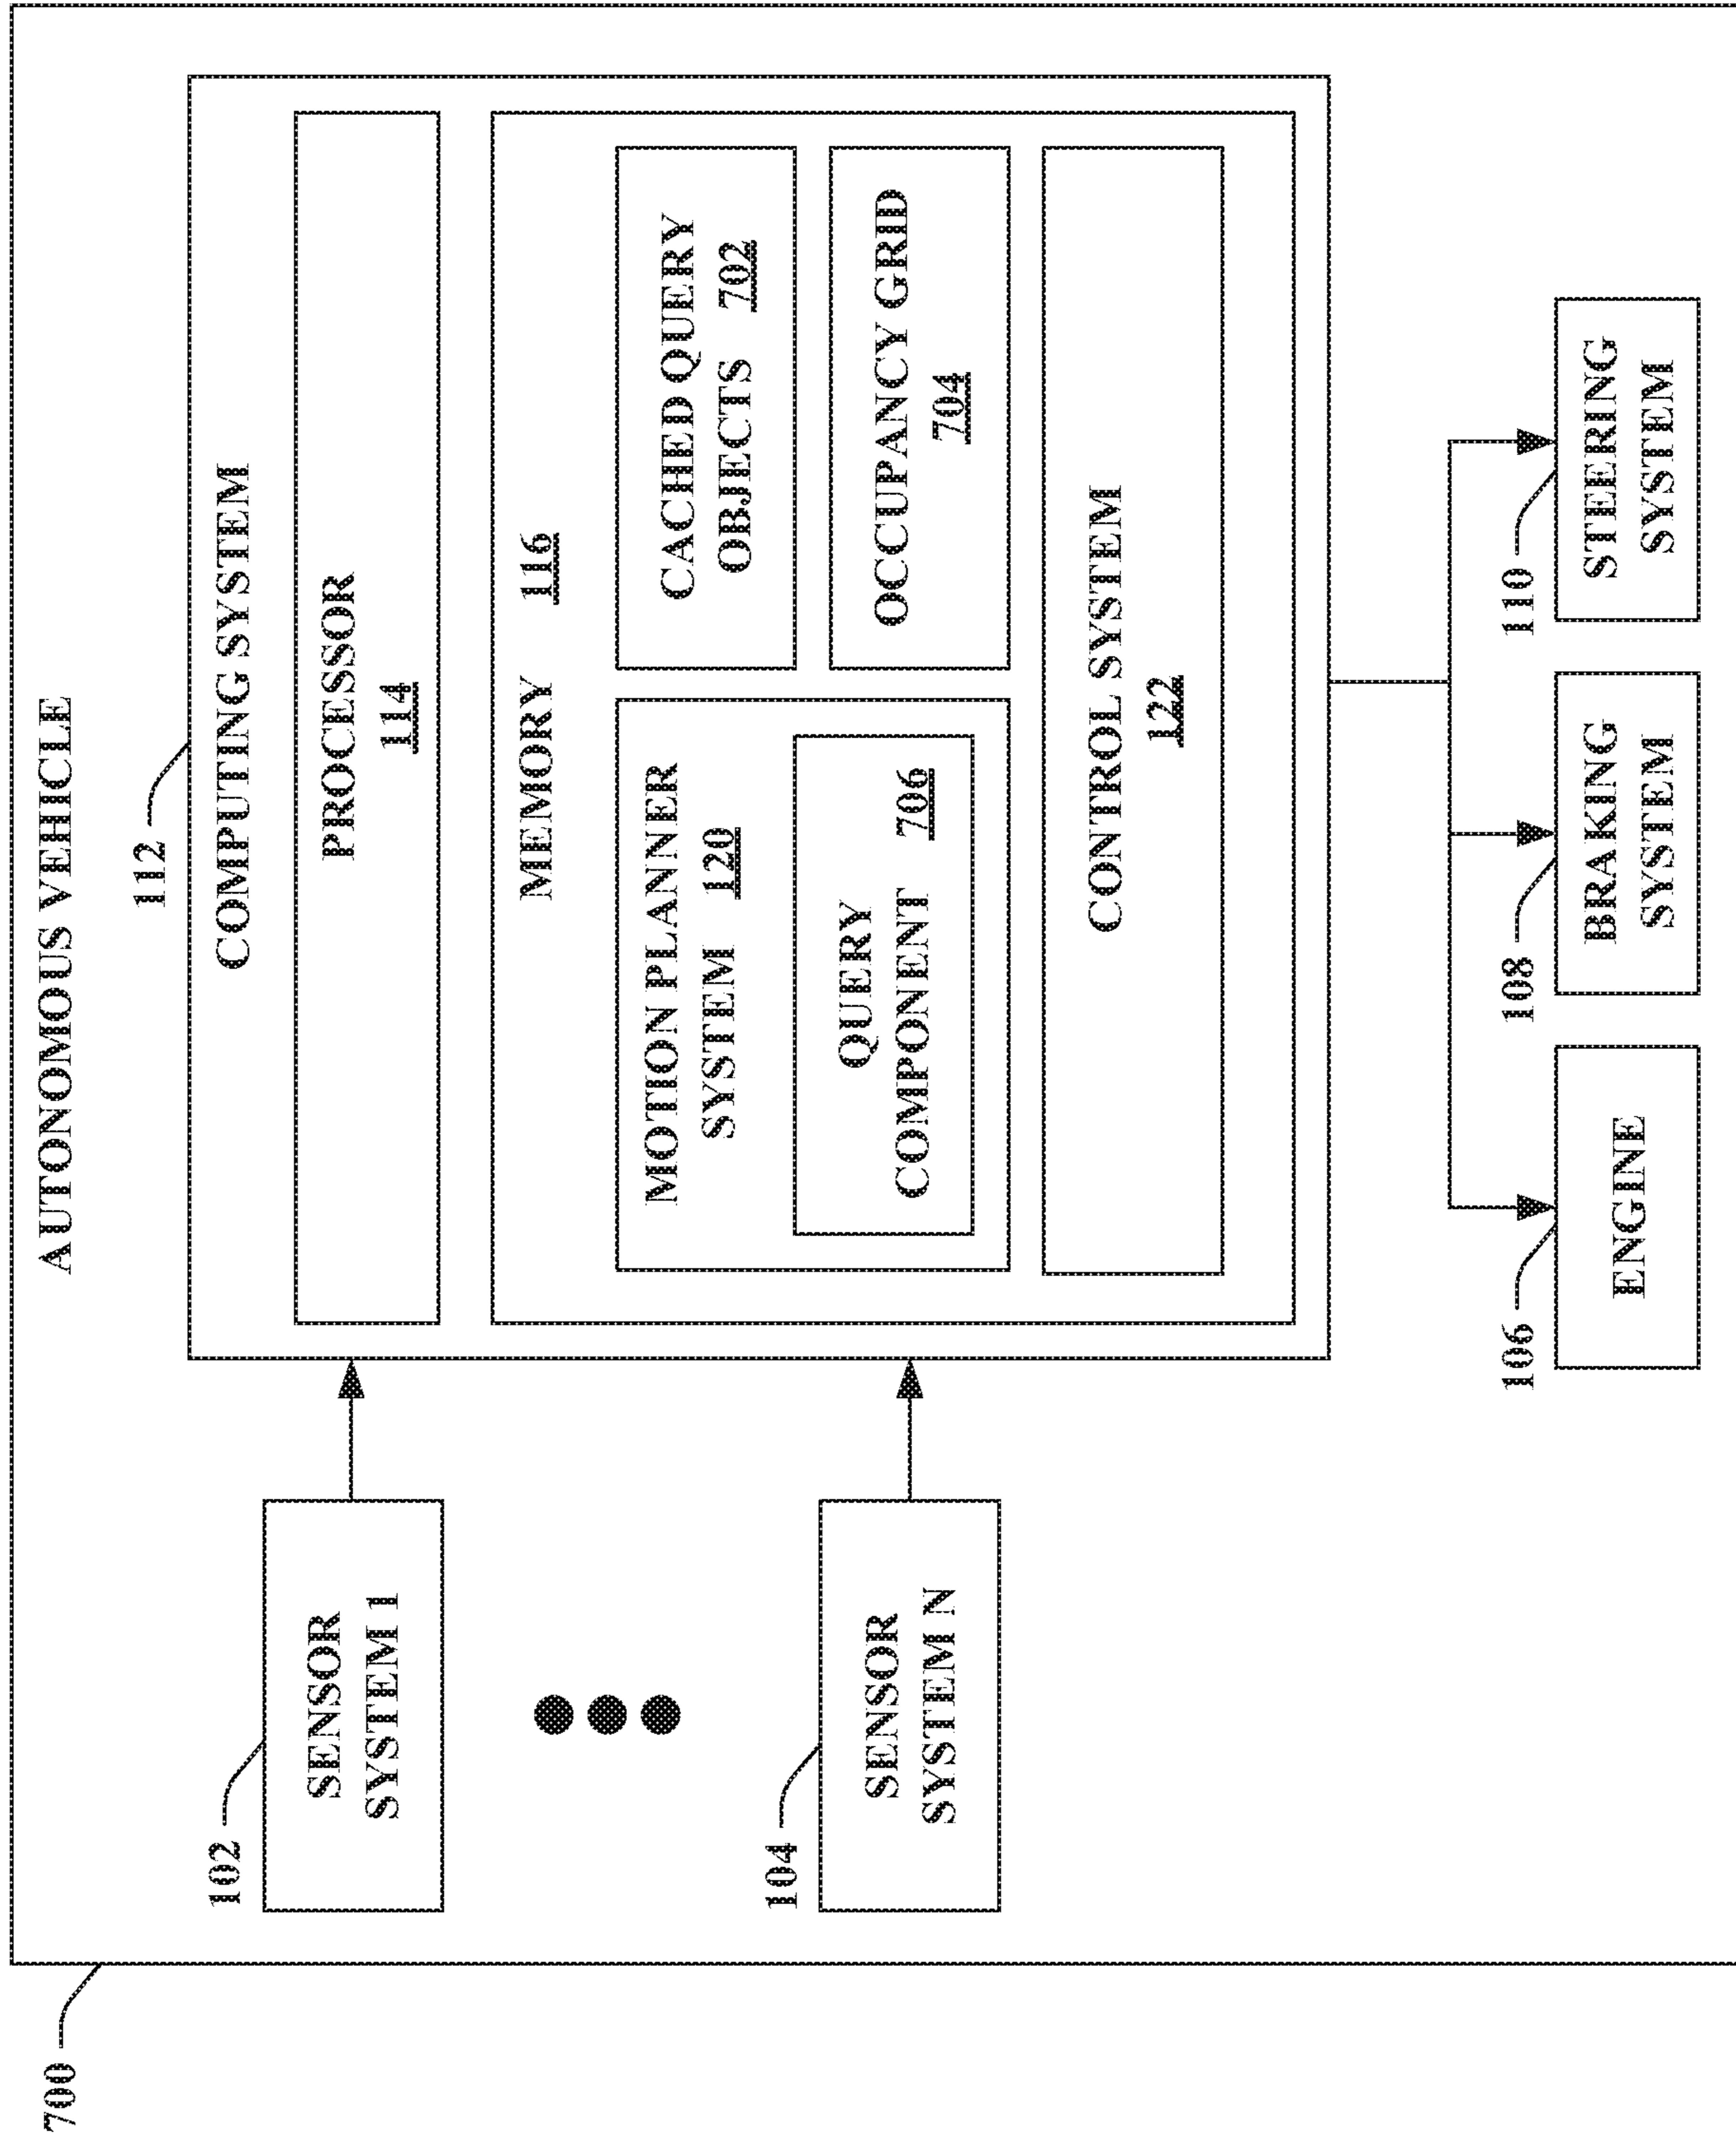 700
AUTONOMOUS VEHICLE
112
COMPUTING SYSTEM
PROCESSOR
114
102
SENSOR
SYSTEM 1
MEMORY 116
MOTION PLANNER
SYSTEM 120
QUERY
COMPONENT 706
CACHED QUERY
OBJECTS 702
OCCUPANCY GRID
704
104
SENSOR
SYSTEM N
CONTROL SYSTEM
122
106
ENGINE
108
BRAKING
SYSTEM
110
STEERING
SYSTEM